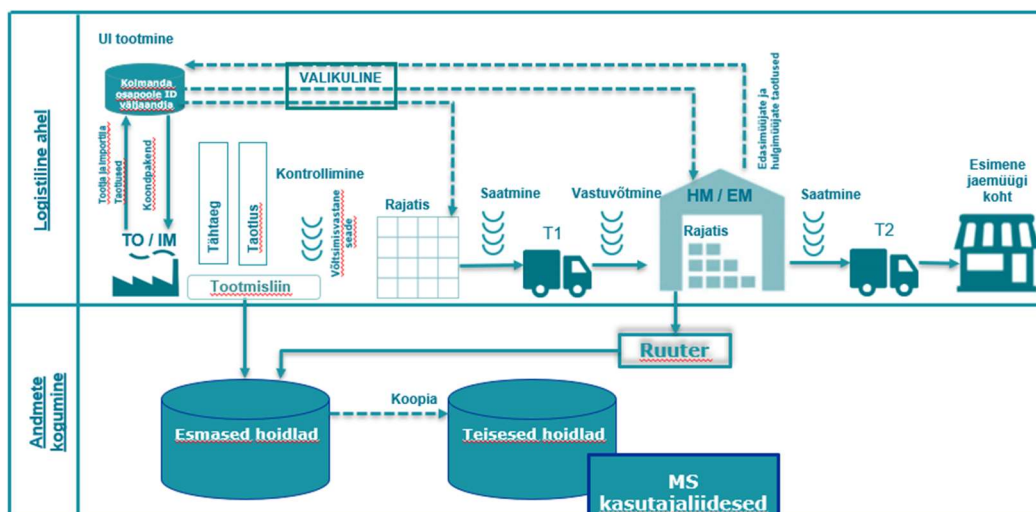 UI tootmine
Kolmanda
osapoole ID
väljaandja
VALIKULINE
Edasimüüjate ja
hulgimüüjate taotlused
Logistiline ahel
Tootja ja importija
Taotlused
Koondpakend
Tähtaeg
Taotlus
Kontrollimine
Võltsimisvastane
seade
Rajatis
Saatmine
T1
Vastuvõtmine
HM / EM
Rajatis
Saatmine
T2
Esimene
jaemüügi
koht
TO / IM
Tootmisliin
Andmete
kogumine
Ruuter
Koopia
Esmased hoidlad
Teisesed hoidlad
MS
kasutajaliidesed